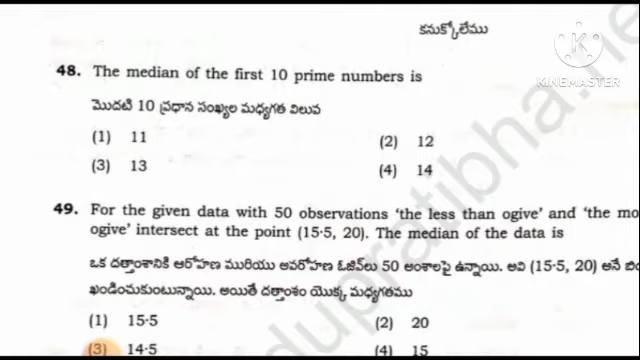 కనుక్కోలేము
K
KINEMASTER
48. The median of the first 10 prime numbers is
మొదటి 10 ప్రధాన సంఖ్యల మధ్యగత విలువ
(1) 11 (2) 12
(3) 13 (4) 14
49. For the given data with 50 observations 'the less than ogive' and 'the mo
ogive' intersect at the point (15·5, 20). The median of the data is
ఒక దత్తాంశానికి ఆరోహణ మురియు అవరోహణ ఓజివ్‌లు 50 అంశాలపై ఉన్నాయి. అవి (15·5, 20) అనే బిం
ఖండించుకుంటున్నాయి. అయితే దత్తాంశం యొక్క మధ్యగతము
(1) 15·5 (2) 20
(3) 14·5 (4) 15
edupratibha.ne